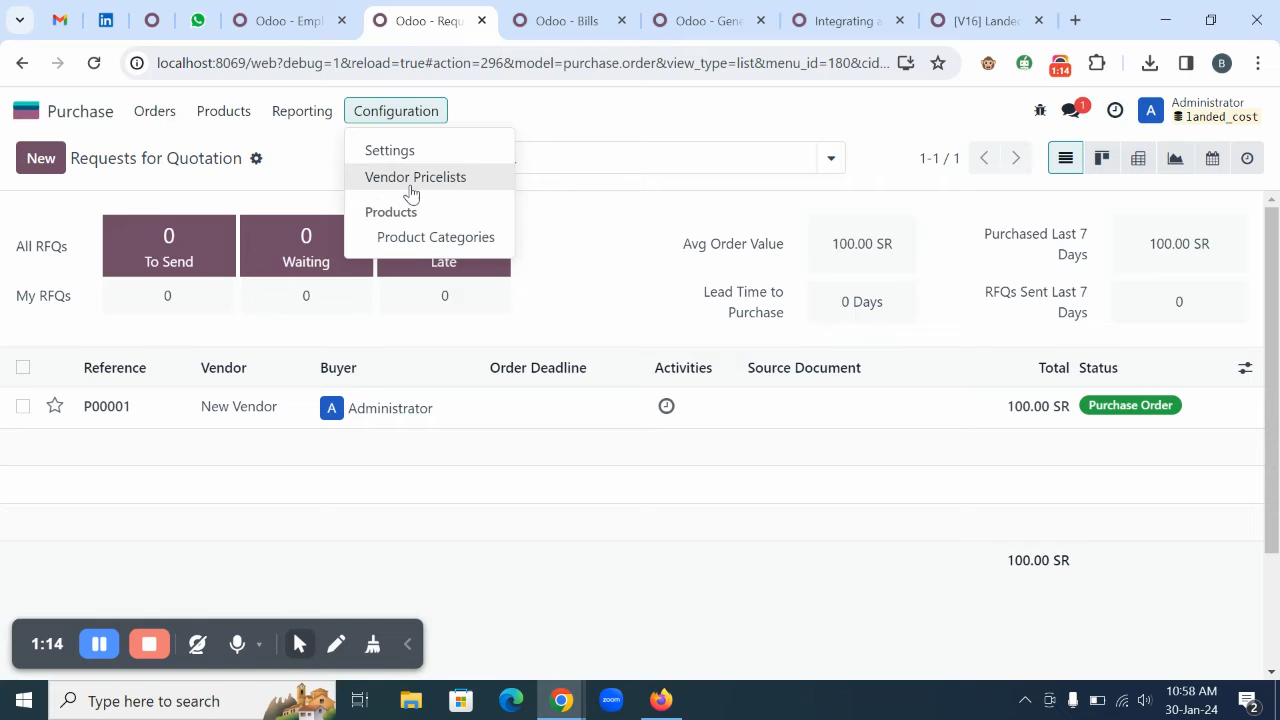 Odoo - Empl
Odoo - Requ
Odoo - Bills
Odoo - Gene
Integrating a
[V16] Landed
localhost:8069/web?debug=1&reload=true#action=296&model=purchase.order&view_type=list&menu_id=180&cid...
1:14
B
Purchase
Orders
Products
Reporting
Configuration
1
A
Administrator
landed_cost
New
Requests for Quotation
1-1 / 1
Settings
Vendor Pricelists
Products
Product Categories
All RFQs
0
To Send
0
Waiting
Late
My RFQs
0
0
0
Avg Order Value
100.00 SR
Purchased Last 7
Days
100.00 SR
Lead Time to
Purchase
0 Days
RFQs Sent Last 7
Days
0
Reference
Vendor
Buyer
Order Deadline
Activities
Source Document
Total
Status
P00001
New Vendor
A
Administrator
100.00 SR
Purchase Order
100.00 SR
1:14
Type here to search
zoom
10:58 AM
30-Jan-24
2